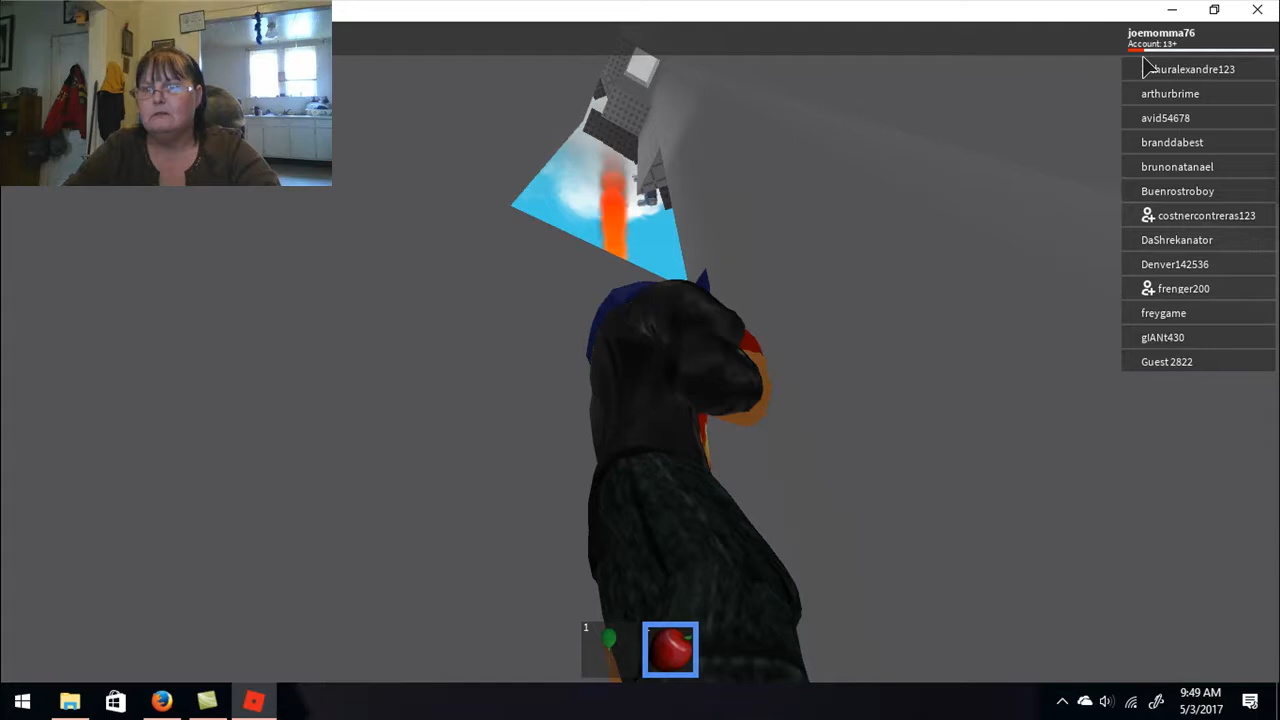 joemomma76
Account: 13+
arthurbrime
avid54678
branddabest
brunonatanael
Buenrostroboy
costnercontreras123
DaShrekanator
Denver142536
frenger200
freygame
gIANt430
Guest 2822
1
9:49 AM
5/3/2017